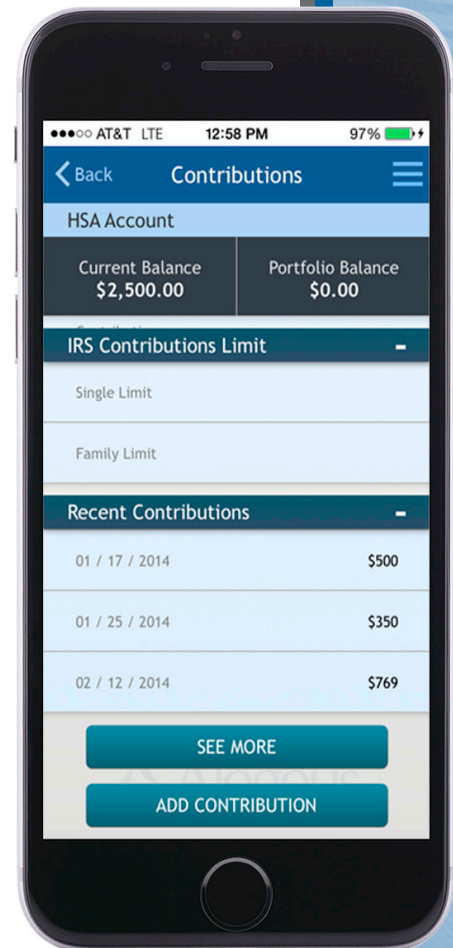 AT&T LTE 12:58 PM 97%
Back Contributions
HSA Account
Current Balance Portfolio Balance
$2,500.00 $0.00
IRS Contributions Limit -
Single Limit
Family Limit
Recent Contributions -
01 / 17 / 2014 $500
01 / 25 / 2014 $350
02 / 12 / 2014 $769
SEE MORE
ADD CONTRIBUTION